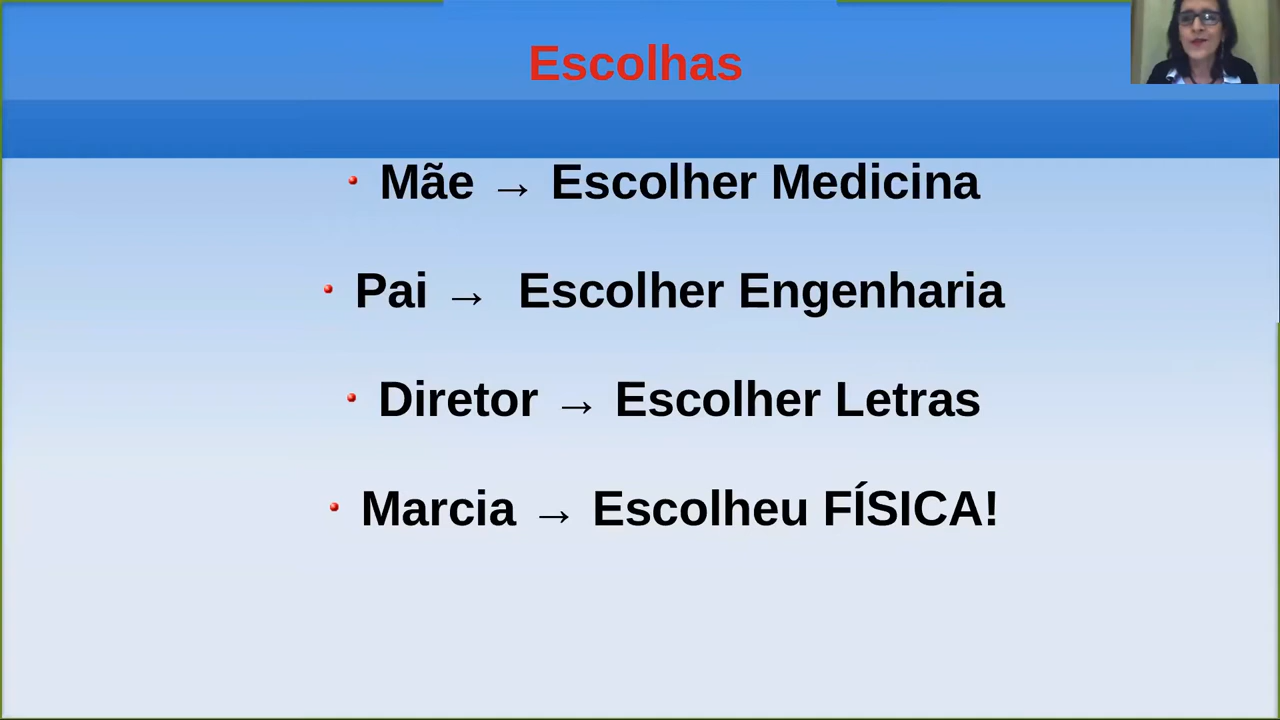 Escolhas
• Mãe → Escolher Medicina
• Pai → Escolher Engenharia
• Diretor → Escolher Letras
• Marcia → Escolheu FÍSICA!